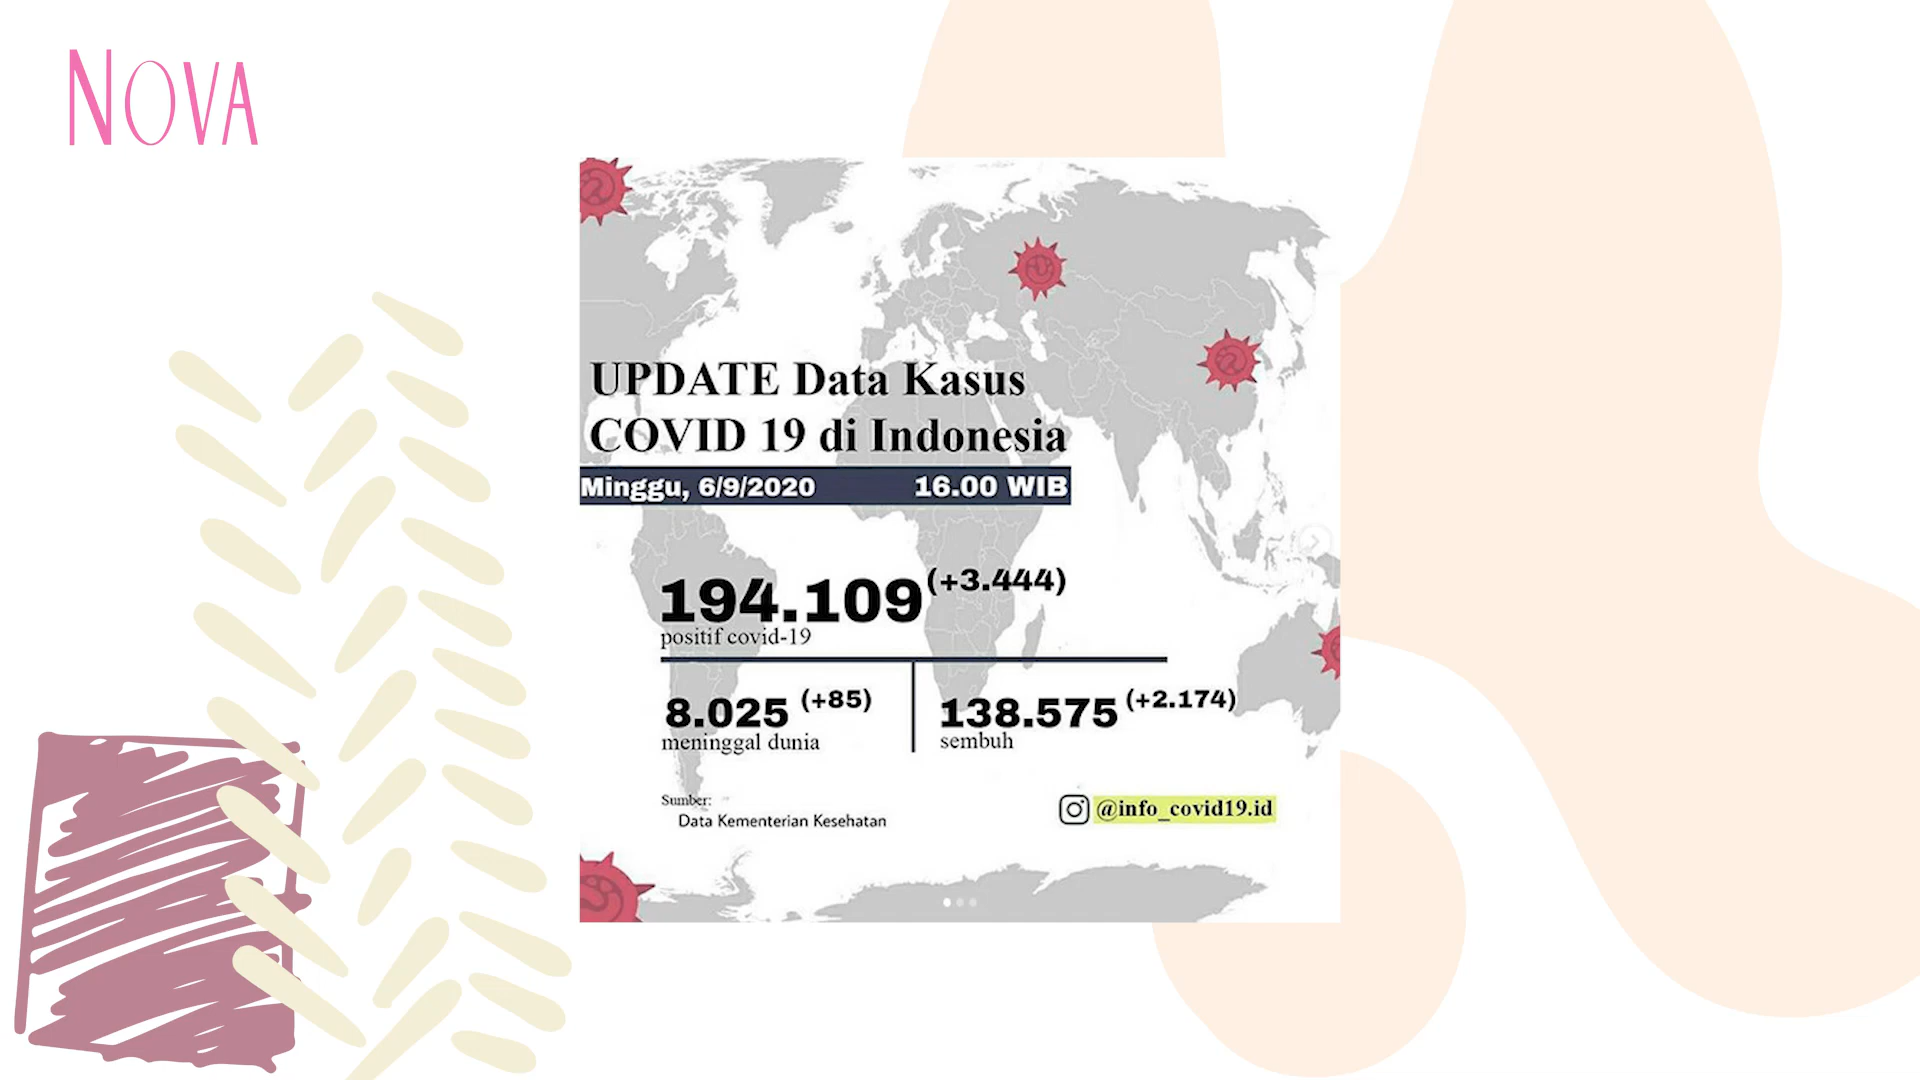 NOVA
UPDATE Data Kasus
COVID 19 di Indonesia
Minggu, 6/9/2020 16.00 WIB
194.109 (+3.444)
positif covid-19
8.025 (+85)
meninggal dunia
138.575 (+2.174)
sembuh
Sumber:
Data Kementerian Kesehatan
@info_covid19.id